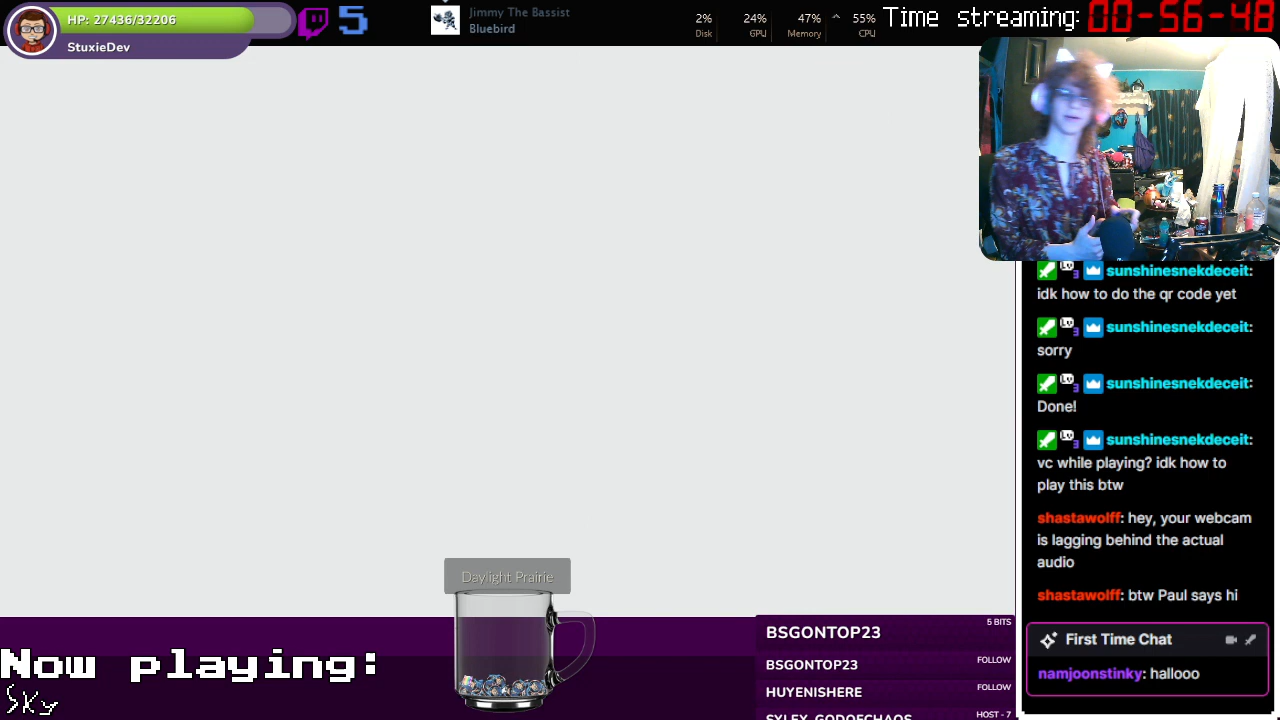 HP: 27436/32206
StuxieDev
5
Jimmy The Bassist
Bluebird
2%
Disk
24%
GPU
47%
Memory
55%
CPU
Time streaming:
00-56-48
sunshinesnekdeceit:
idk how to do the qr code yet
sunshinesnekdeceit:
sorry
sunshinesnekdeceit:
Done!
sunshinesnekdeceit:
vc while playing? idk how to
play this btw
shastawolff: hey, your webcam
is lagging behind the actual
audio
shastawolff: btw Paul says hi
First Time Chat
namjoonstinky: hallooo
Daylight Prairie
Now playing:
Sky
BSGONTOP23
5 BITS
BSGONTOP23
FOLLOW
HUYENISHERE
FOLLOW
SYLEX_GODOFCHAOS
HOST - 7